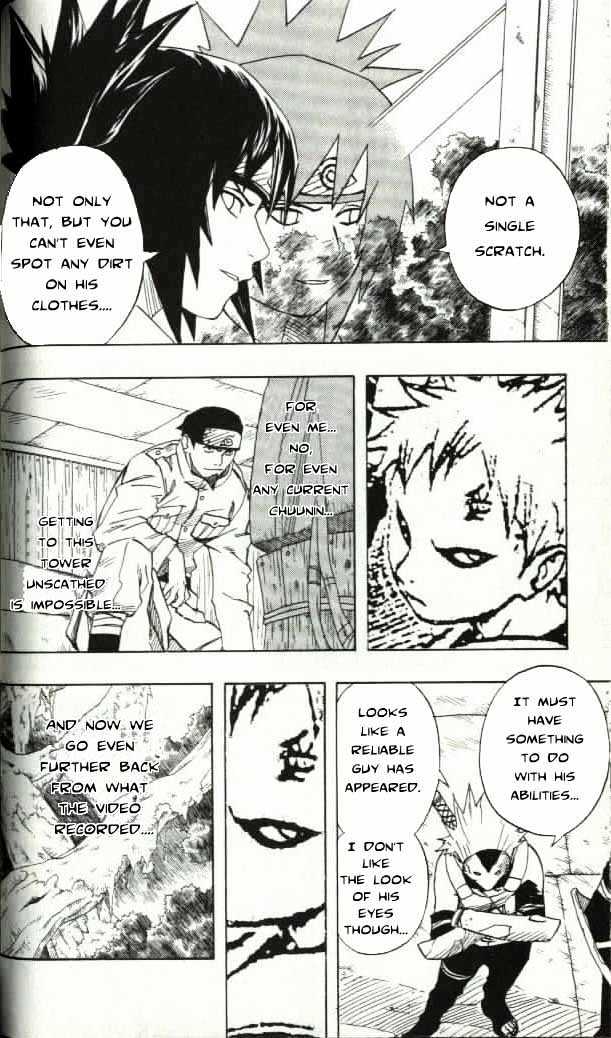 NOT A
SINGLE
SCRATCH.
NOT ONLY
THAT, BUT YOU
CAN'T EVEN
SPOT ANY DIRT
ON HIS
CLOTHES....
FOR
EVEN ME...
NO,
FOR EVEN
ANY CURRENT
CHUUNIN...
GETTING
TO THIS
TOWER
UNSCATHED
IS IMPOSSIBLE...
IT MUST
HAVE
SOMETHING
TO DO
WITH HIS
ABILITIES...
LOOKS
LIKE A
RELIABLE
GUY HAS
APPEARED.
I DON'T
LIKE
THE LOOK
OF HIS
EYES
THOUGH...
AND NOW WE
GO EVEN
FURTHER BACK
FROM WHAT
THE VIDEO
RECORDED....